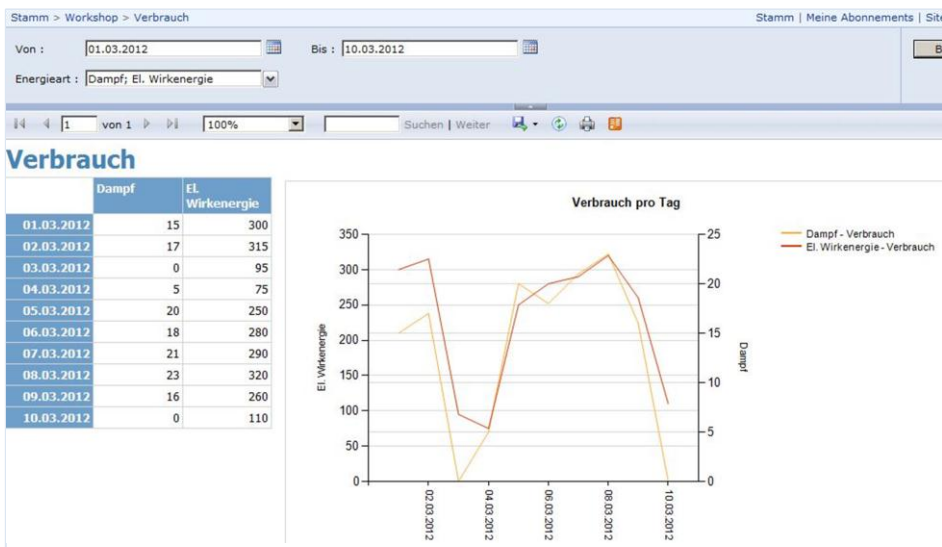 Stamm > Workshop > Verbrauch
Stamm | Meine Abonnements | Site
Von : 01.03.2012 Bis : 10.03.2012
Energieart : Dampf; El. Wirkenergie
1 von 1 100% Suchen | Weiter
Verbrauch
Dampf El. Wirkenergie
01.03.2012 15 300
02.03.2012 17 315
03.03.2012 0 95
04.03.2012 5 75
05.03.2012 20 250
06.03.2012 18 280
07.03.2012 21 290
08.03.2012 23 320
09.03.2012 16 260
10.03.2012 0 110
Verbrauch pro Tag
Dampf - Verbrauch
El. Wirkenergie - Verbrauch
El. Wirkenergie
350
300
250
200
150
100
50
0
25
20
15
10
5
0
Dampf
02.03.2012
04.03.2012
06.03.2012
08.03.2012
10.03.2012